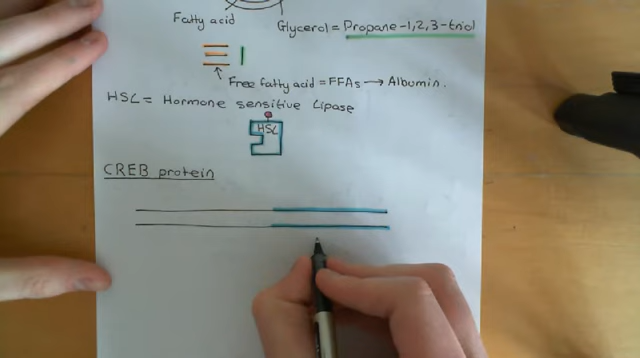 Fatty acid
Glycerol = Propane-1,2,3-triol
Free fatty acid = FFAs → Albumin.
HSL = Hormone sensitive Lipase
HSL
CREB protein